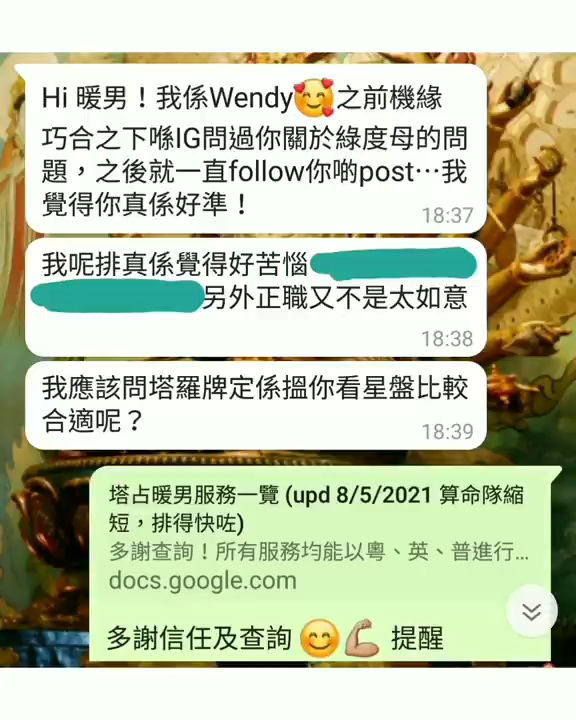 Hi 暖男！我係Wendy🥰之前機緣
巧合之下喺IG問過你關於綠度母的問
題，之後就一直follow你啲post…我
覺得你真係好準！
18:37
我呢排真係覺得好苦惱
另外正職又不是太如意
18:38
我應該問塔羅牌定係搵你看星盤比較
合適呢？
18:39
塔占暖男服務一覽 (upd 8/5/2021 算命隊縮
短，排得快咗)
多謝查詢！所有服務均能以粵、英、普進行...
docs.google.com
多謝信任及查詢 😊💪🏼 提醒